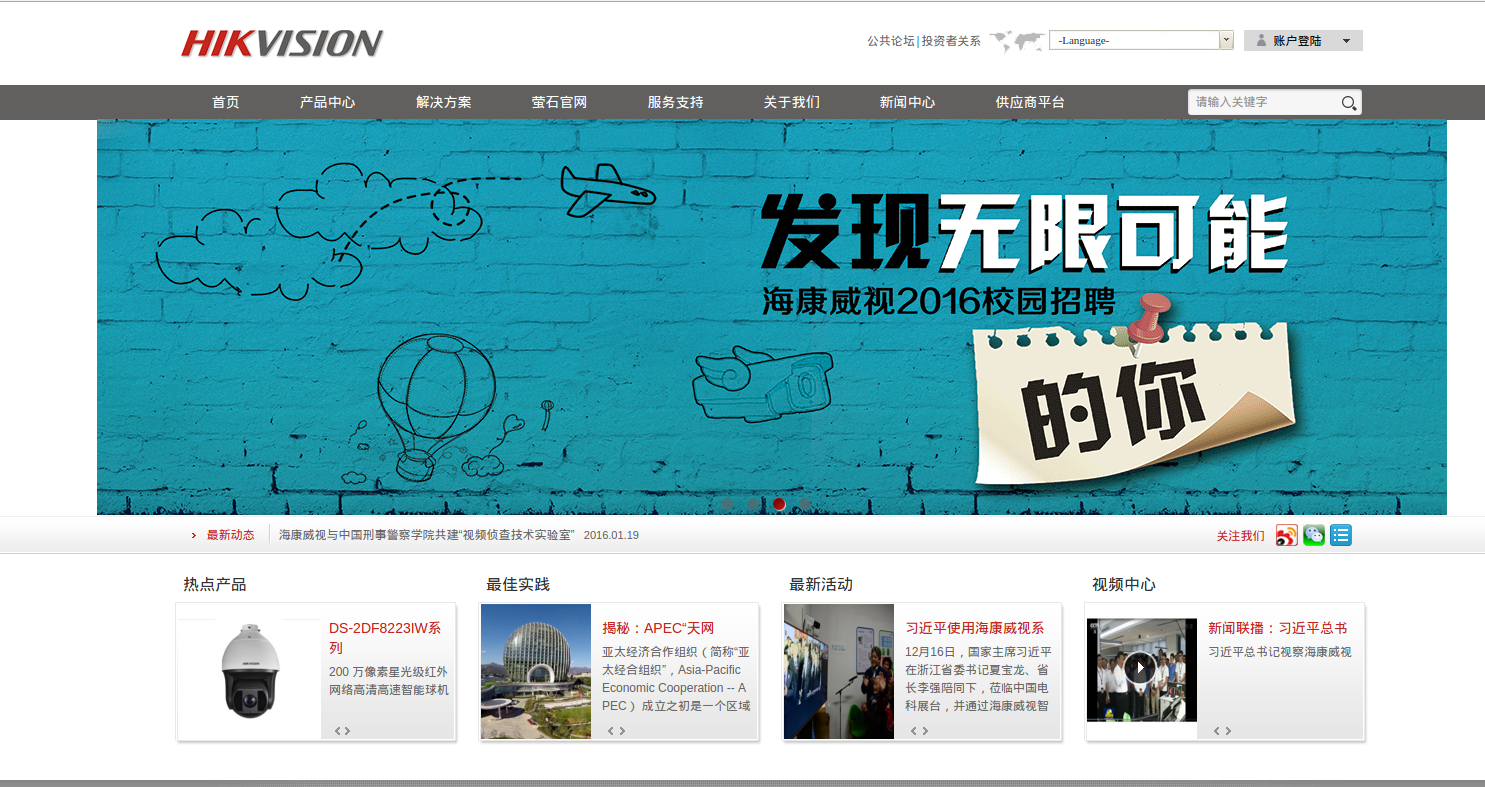 HIKVISION
公共论坛|投资者关系
-Language-
账户登陆
首页
产品中心
解决方案
萤石官网
服务支持
关于我们
新闻中心
供应商平台
请输入关键字
发现无限可能
海康威视2016校园招聘
的你
最新动态
海康威视与中国刑事警察学院共建“视频侦查技术实验室” 2016.01.19
关注我们
热点产品
DS-2DF8223IW系
列
200 万像素星光级红外
网络高清高速智能球机
最佳实践
揭秘：APEC“天网
亚太经济合作组织（简称“亚
太经合组织”，Asia-Pacific
Economic Cooperation -- A
PEC ）成立之初是一个区域
最新活动
习近平使用海康威视系
12月16日，国家主席习近平
在浙江省委书记夏宝龙、省
长李强陪同下，莅临中国电
科展台，并通过海康威视智
视频中心
新闻联播：习近平总书
习近平总书记视察海康威视